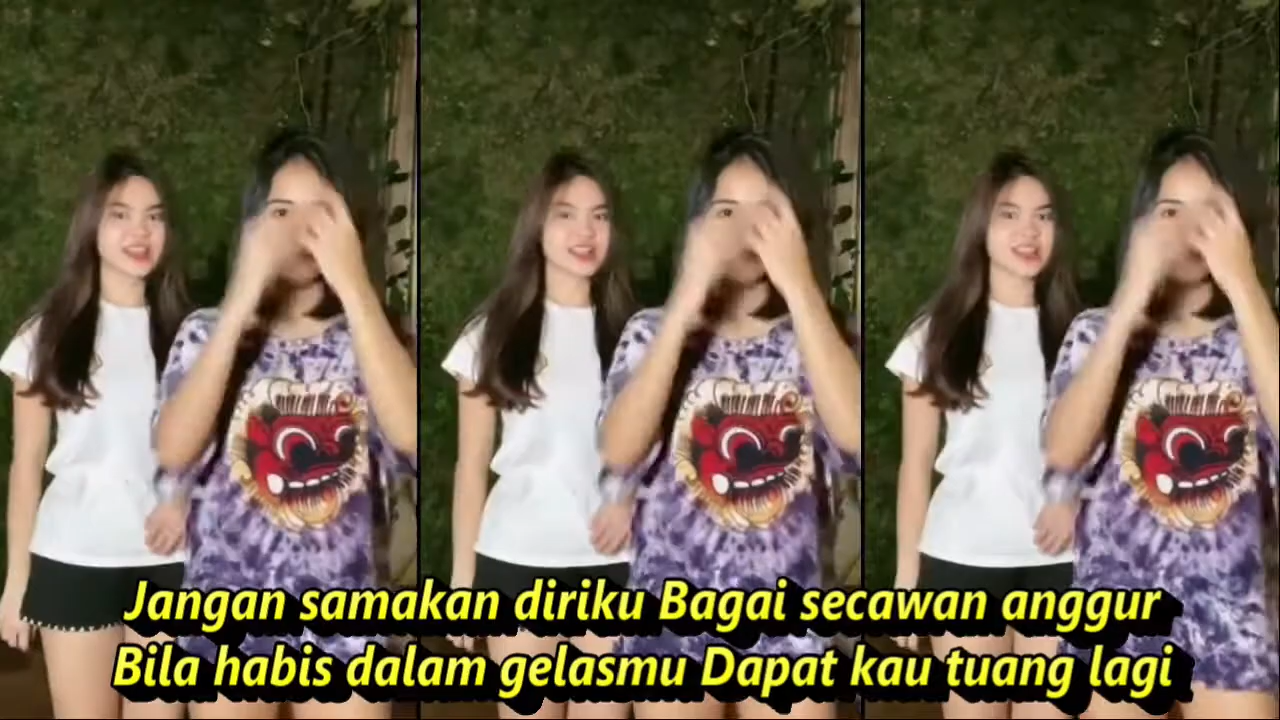 Jangan samakan diriku Bagai secawan anggur
Bila habis dalam gelasmu Dapat kau tuang lagi